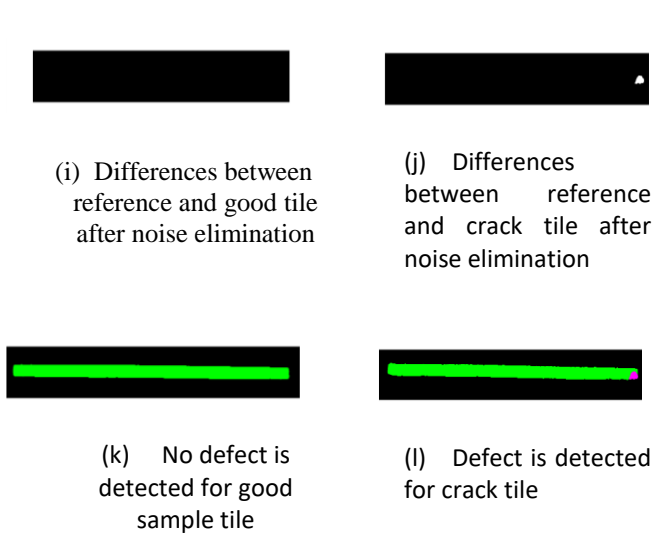 (i) Differences between
reference and good tile
after noise elimination
(j) Differences
between reference
and crack tile after
noise elimination
(k) No defect is
detected for good
sample tile
(l) Defect is detected
for crack tile